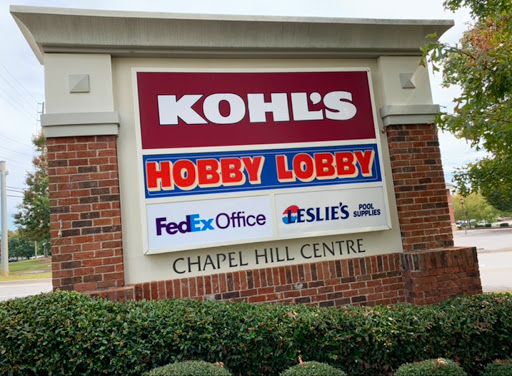 KOHL'S
HOBBY LOBBY
FedEx Office
LESLIE'S POOL SUPPLIES
CHAPEL HILL CENTRE